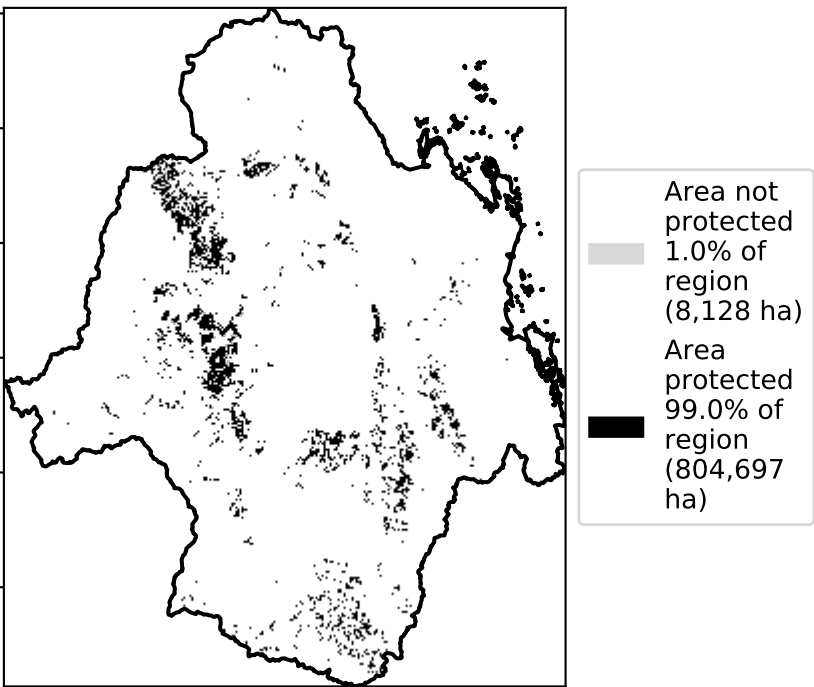 Area not
protected
1.0% of
region
(8,128 ha)
Area
protected
99.0% of
region
(804,697
ha)